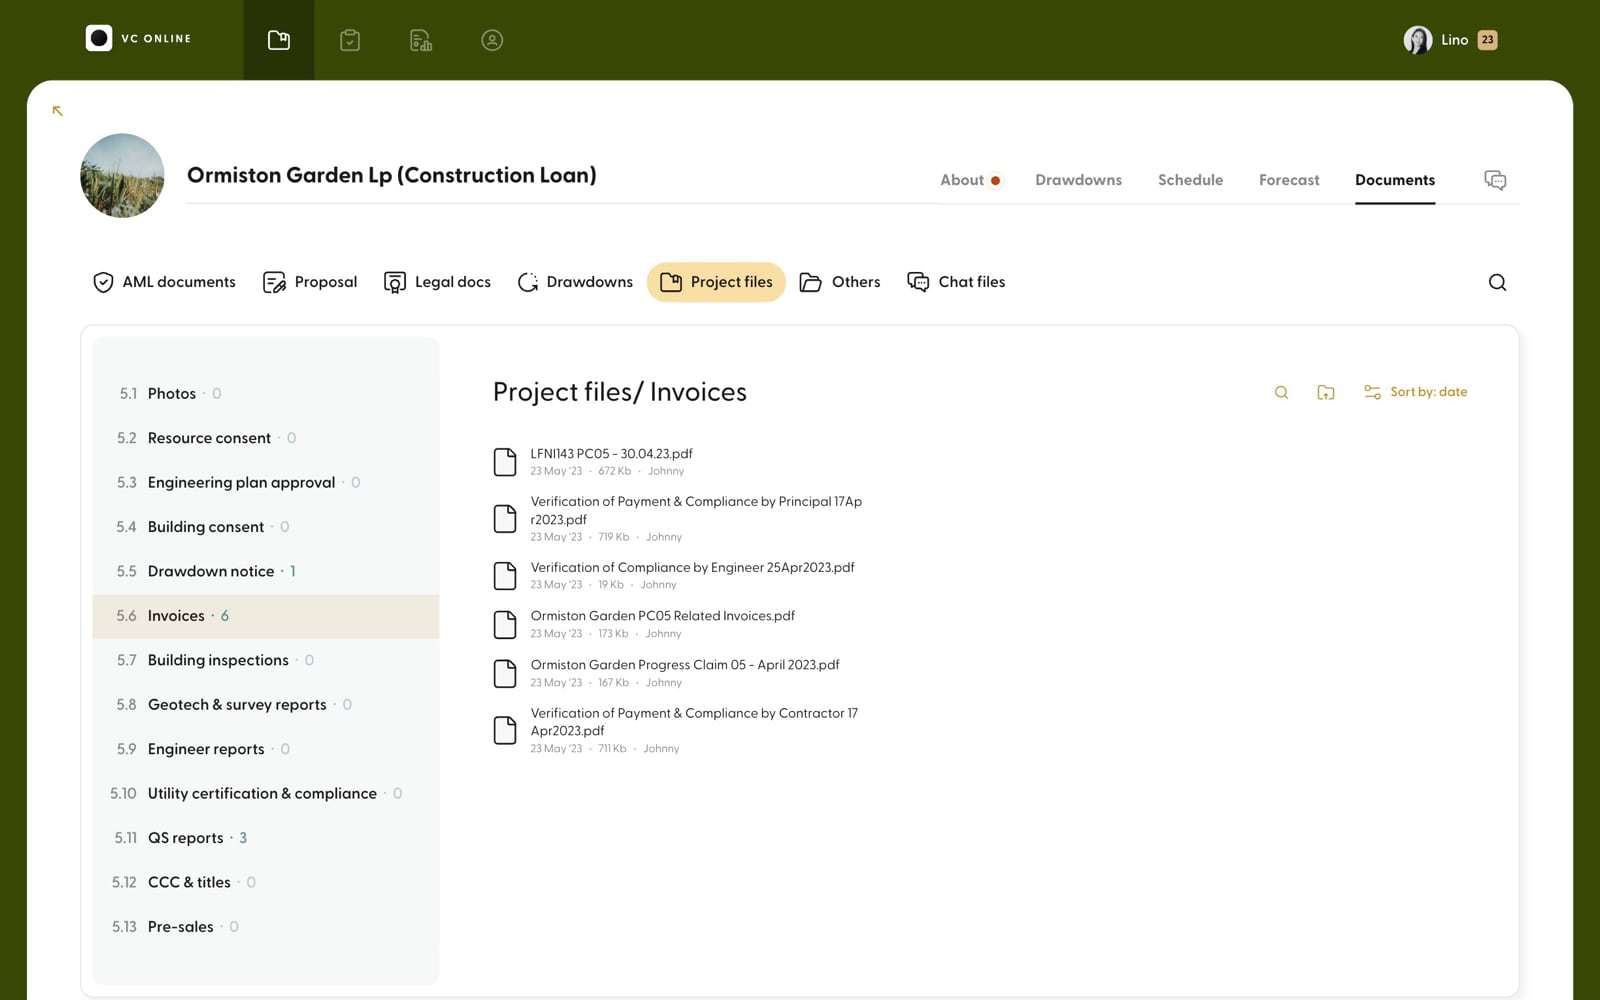 VC ONLINE
Lino 23
Ormiston Garden Lp (Construction Loan)
About
Drawdowns
Schedule
Forecast
Documents
AML documents
Proposal
Legal docs
Drawdowns
Project files
Others
Chat files
5.1 Photos · 0
5.2 Resource consent · 0
5.3 Engineering plan approval · 0
5.4 Building consent · 0
5.5 Drawdown notice · 1
5.6 Invoices · 6
5.7 Building inspections · 0
5.8 Geotech & survey reports · 0
5.9 Engineer reports · 0
5.10 Utility certification & compliance · 0
5.11 QS reports · 3
5.12 CCC & titles · 0
5.13 Pre-sales · 0
Project files/ Invoices
Sort by: date
LFNI143 PC05 - 30.04.23.pdf
23 May '23 · 672 Kb · Johnny
Verification of Payment & Compliance by Principal 17Ap
r2023.pdf
23 May '23 · 719 Kb · Johnny
Verification of Compliance by Engineer 25Apr2023.pdf
23 May '23 · 19 Kb · Johnny
Ormiston Garden PC05 Related Invoices.pdf
23 May '23 · 173 Kb · Johnny
Ormiston Garden Progress Claim 05 - April 2023.pdf
23 May '23 · 167 Kb · Johnny
Verification of Payment & Compliance by Contractor 17
Apr2023.pdf
23 May '23 · 711 Kb · Johnny